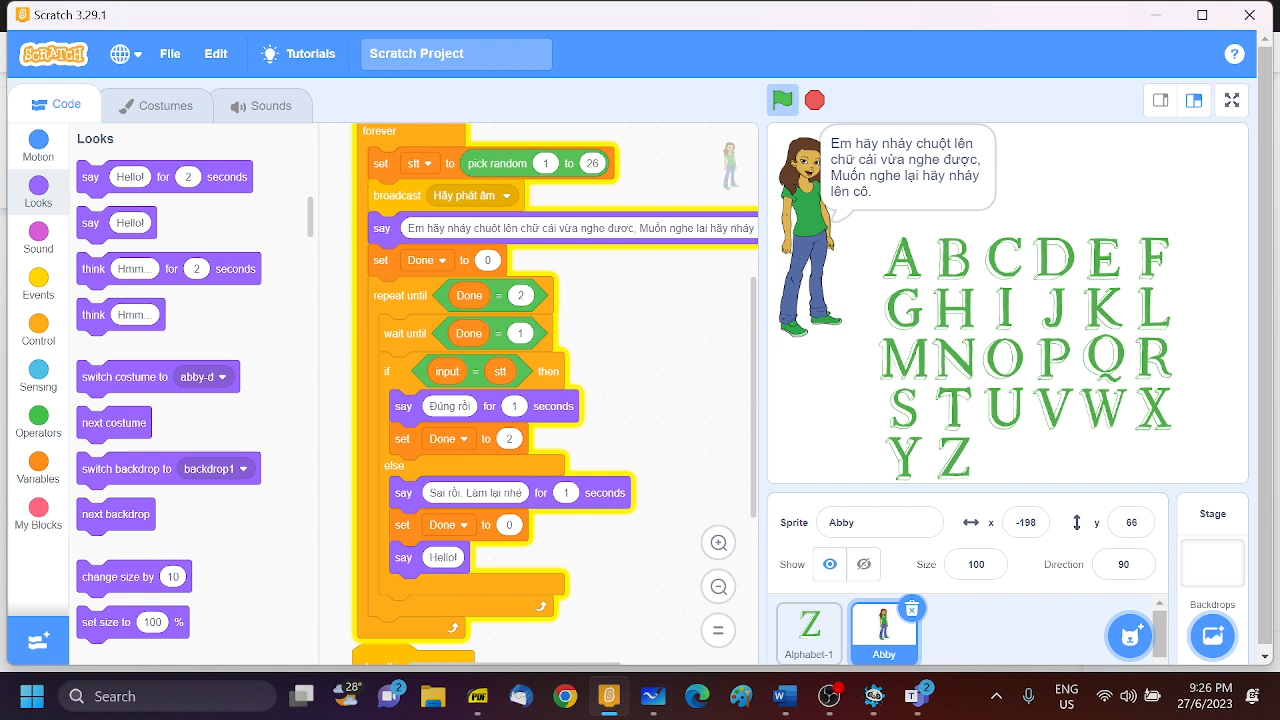 Scratch 3.29.1
SCRATCH
File
Edit
Tutorials
Scratch Project
?
Code
Costumes
Sounds
Motion
Looks
Sound
Events
Control
Sensing
Operators
Variables
My Blocks
Looks
say Hello! for 2 seconds
say Hello!
think Hmm... for 2 seconds
think Hmm...
switch costume to abby-d
next costume
switch backdrop to backdrop1
next backdrop
change size by 10
set size to 100 %
forever
set stt to pick random 1 to 26
broadcast Hãy phát âm
say Em hãy nháy chuột lên chữ cái vừa nghe được, Muốn nghe lại hãy nháy
set Done to 0
repeat until Done = 2
wait until Done = 1
if input = stt then
say Đúng rồi for 1 seconds
set Done to 2
else
say Sai rồi. Làm lại nhé for 1 seconds
set Done to 0
say Hello!
Em hãy nháy chuột lên
chữ cái vừa nghe được,
Muốn nghe lại hãy nháy
lên cô.
A B C D E F
G H I J K L
M N O P Q R
S T U V W X
Y Z
Sprite Abby x -198 y 66
Show Size 100 Direction 90
Z
Alphabet-1
Abby
Stage
Backdrops
28°
Search
2
PDF
W
2
ENG
US
9:26 PM
27/6/2023